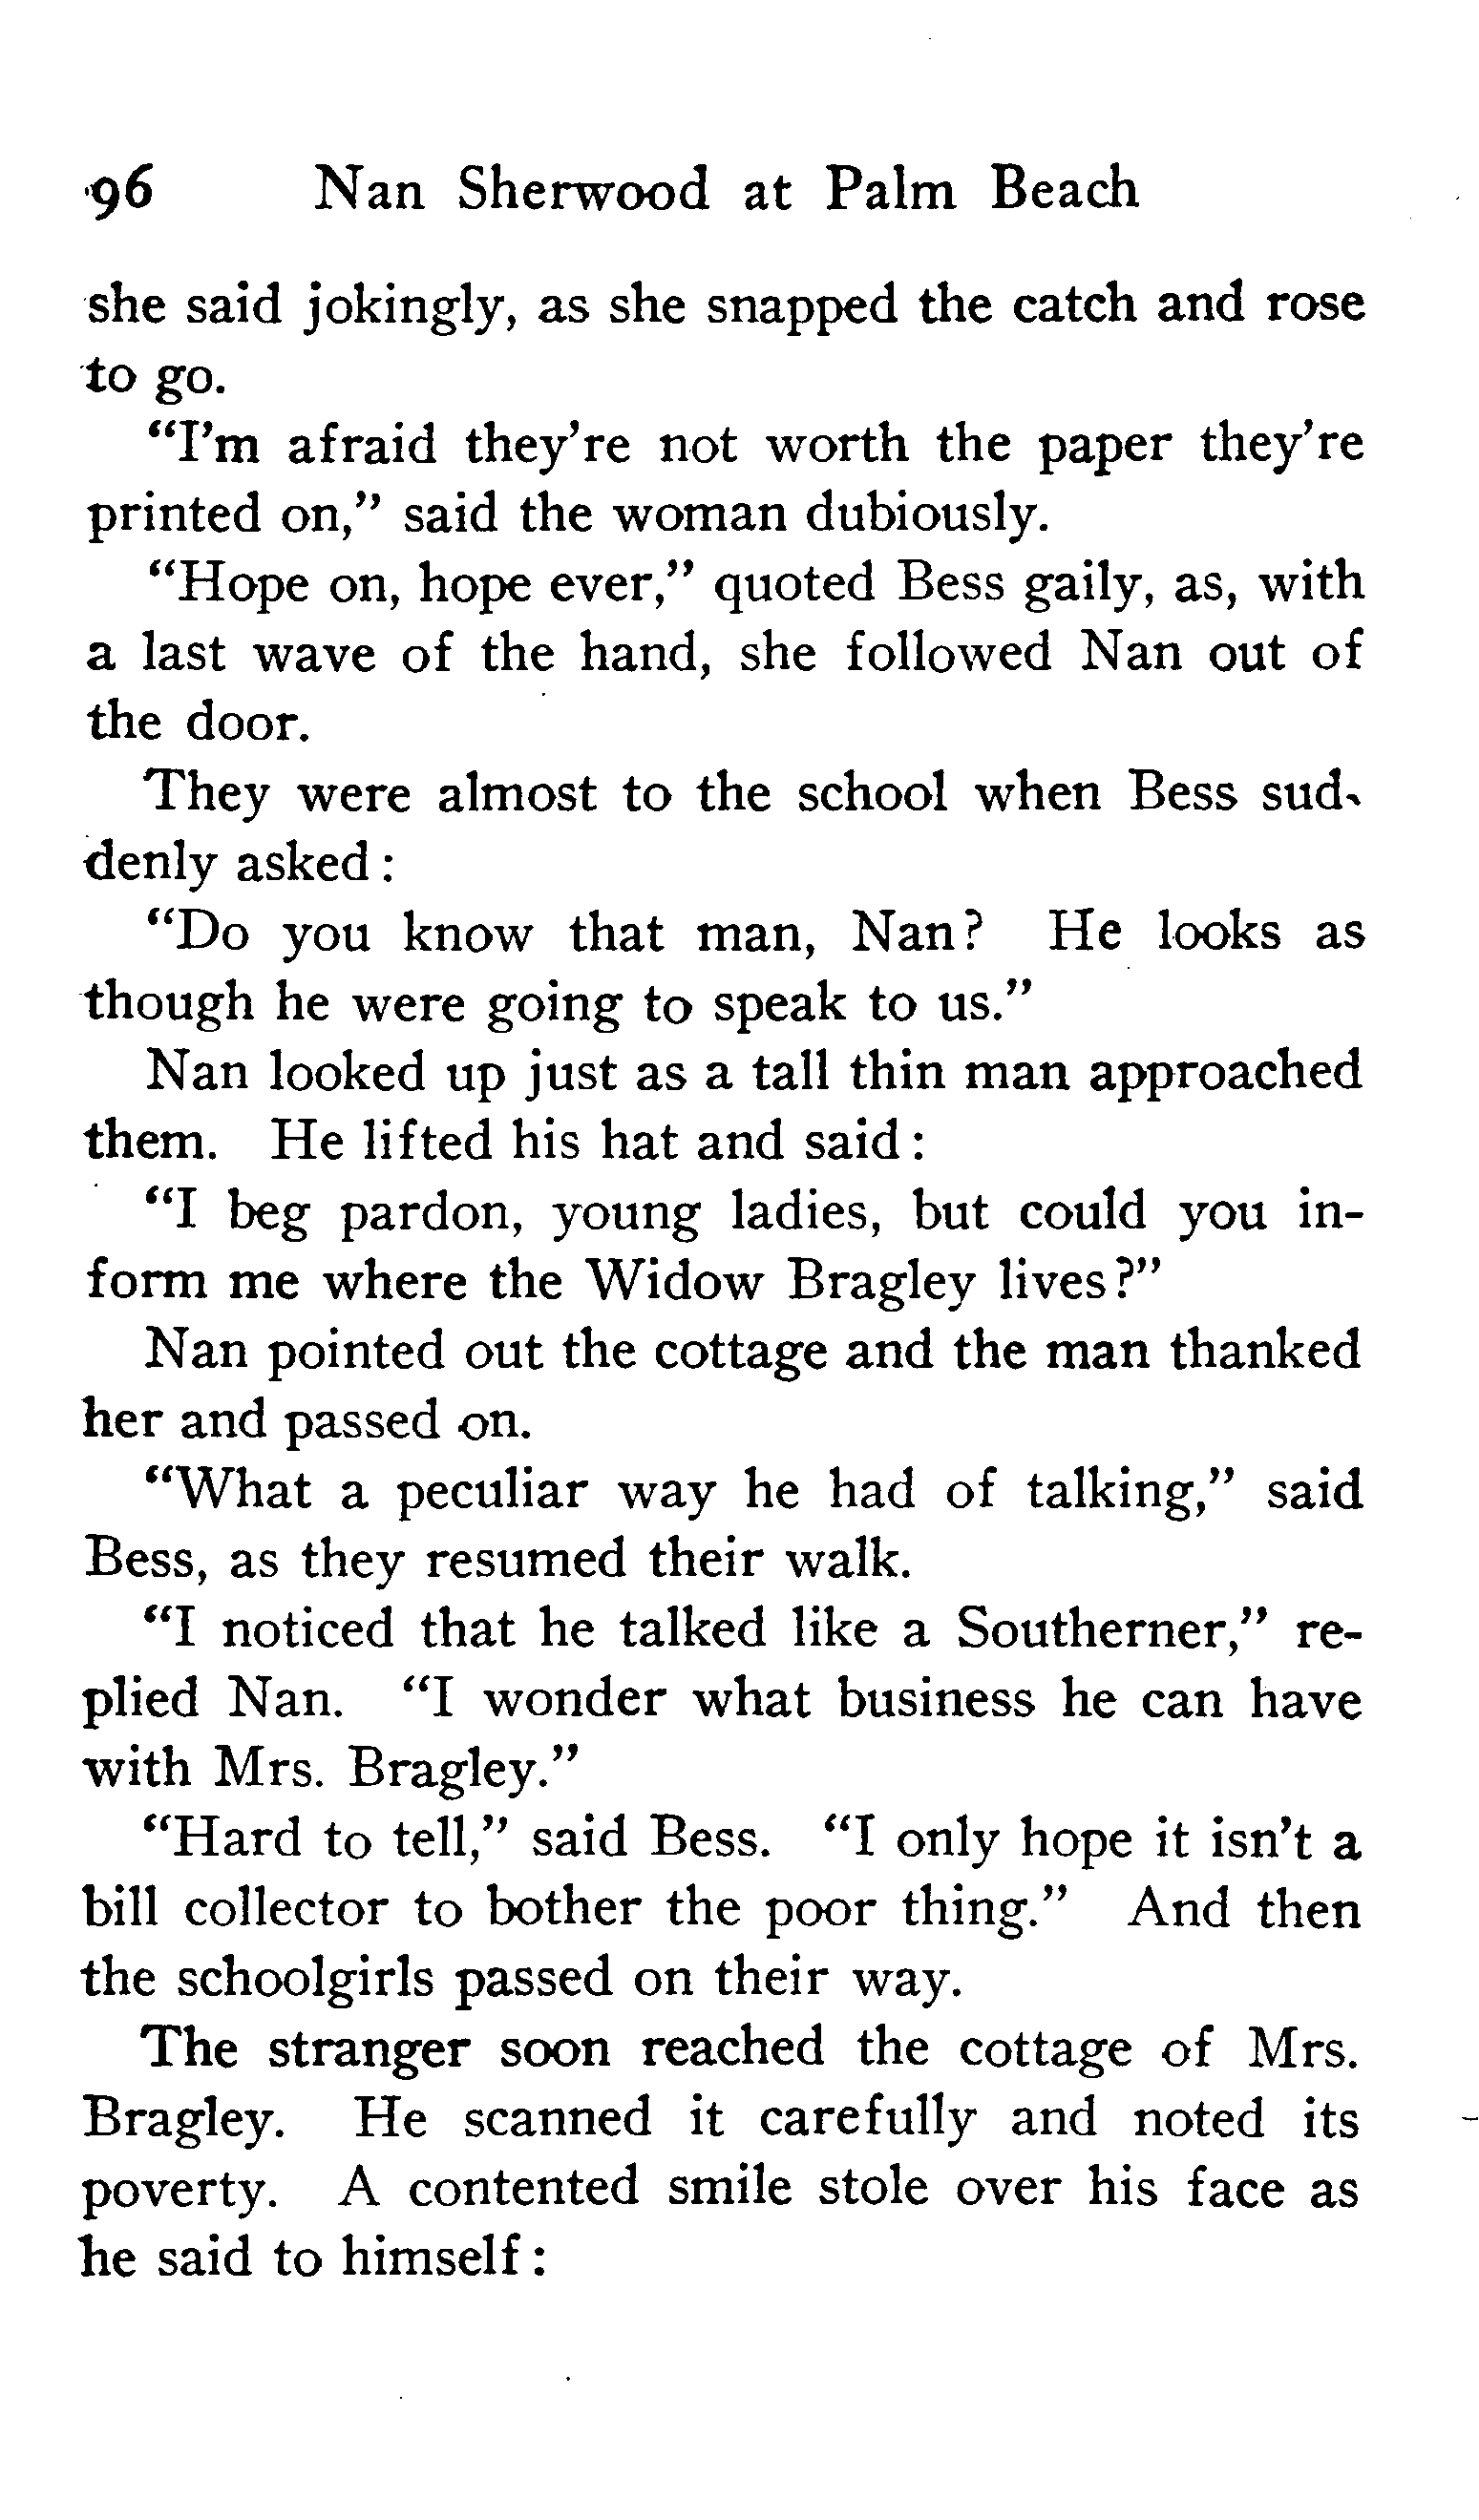 96 Nan Sherwood at Palm Beach
she said jokingly, as she snapped the catch and rose
to go.
"I'm afraid they're not worth the paper they're
printed on," said the woman dubiously.
"Hope on, hope ever," quoted Bess gaily, as, with
a last wave of the hand, she followed Nan out of
the door.
They were almost to the school when Bess sud-
denly asked:
"Do you know that man, Nan? He looks as
though he were going to speak to us."
Nan looked up just as a tall thin man approached
them. He lifted his hat and said:
"I beg pardon, young ladies, but could you in-
form me where the Widow Bragley lives?"
Nan pointed out the cottage and the man thanked
her and passed on.
"What a peculiar way he had of talking," said
Bess, as they resumed their walk.
"I noticed that he talked like a Southerner," re-
plied Nan. "I wonder what business he can have
with Mrs. Bragley."
"Hard to tell," said Bess. "I only hope it isn't a
bill collector to bother the poor thing." And then
the schoolgirls passed on their way.
The stranger soon reached the cottage of Mrs.
Bragley. He scanned it carefully and noted its
poverty. A contented smile stole over his face as
he said to himself: